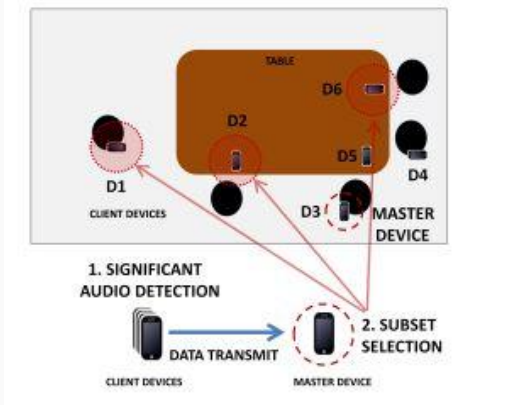 TABLE
D6
D2
D5
D1
D4
D3
CLIENT DEVICES
MASTER
DEVICE
1. SIGNIFICANT
AUDIO DETECTION
2. SUBSET
SELECTION
DATA TRANSMIT
CLIENT DEVICES
MASTER DEVICE